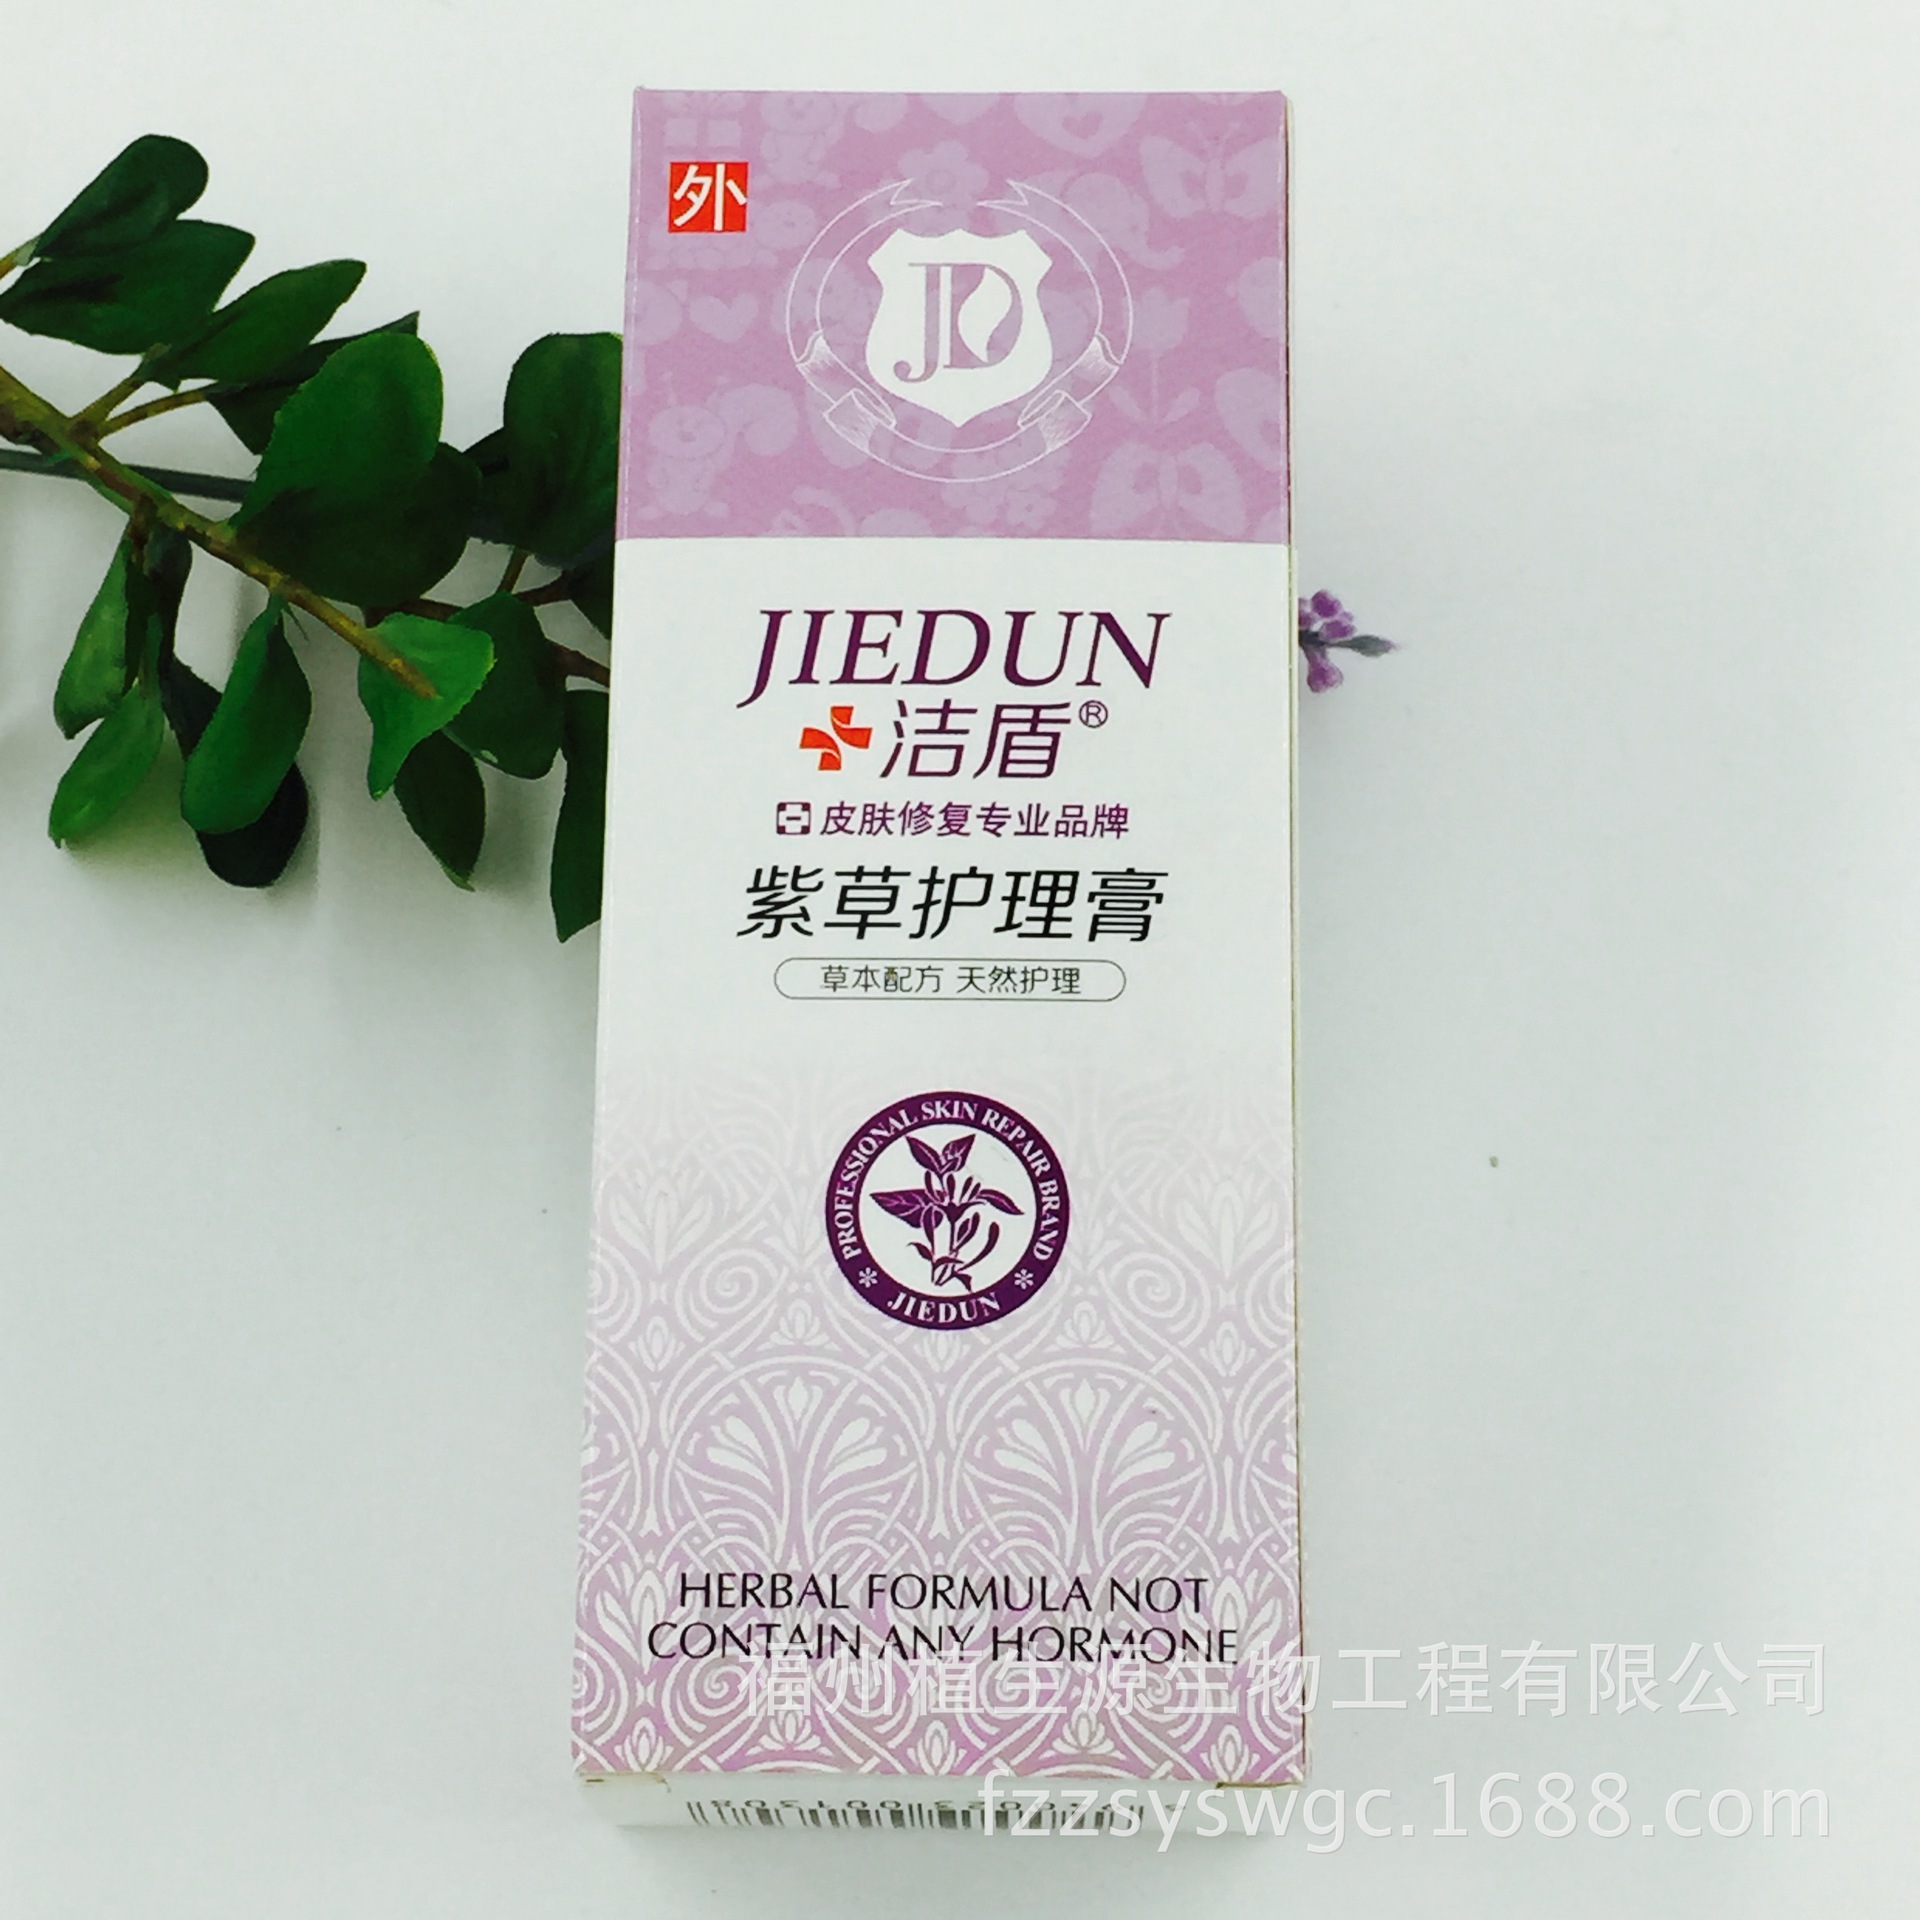 外
JD
JIEDUN
洁盾®
皮肤修复专业品牌
紫草护理膏
草本配方 天然护理
PROFESSIONAL SKIN REPAIR BRAND
JIEDUN
HERBAL FORMULA NOT
CONTAIN ANY HORMONE
福州植生源生物工程有限公司
fzzsyswgc.1688.com